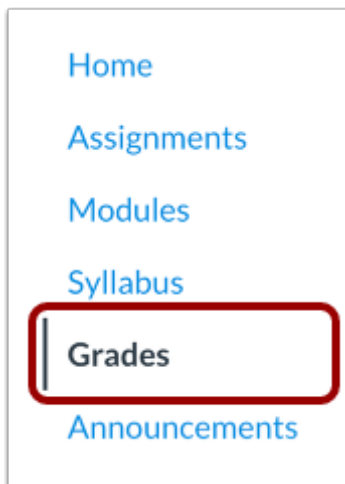 Home
Assignments
Modules
Syllabus
Grades
Announcements